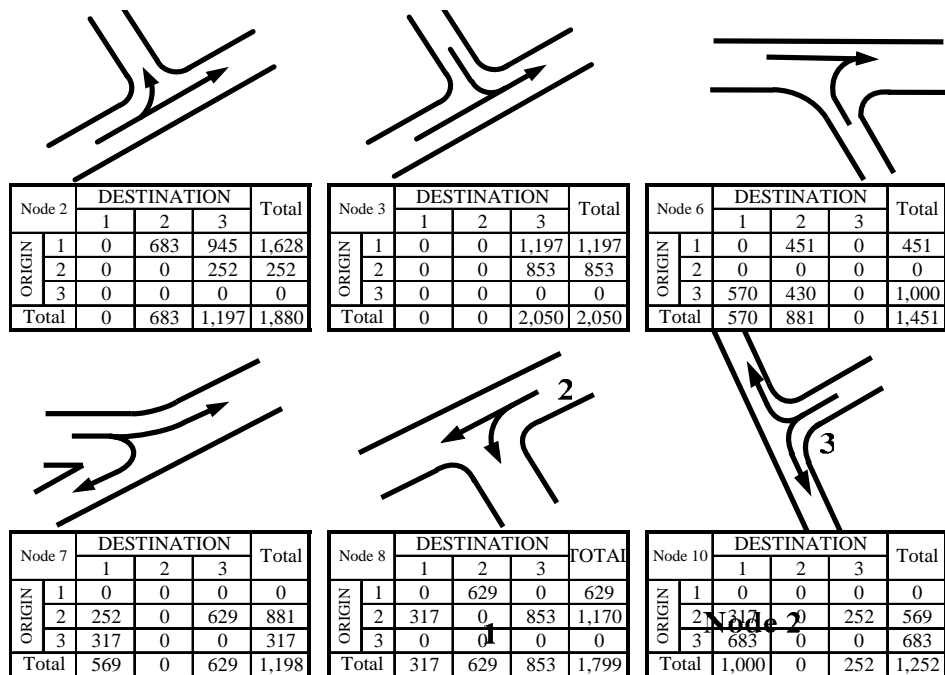 Node 2 DESTINATION Total
1 2 3
ORIGIN
1 0 683 945 1,628
2 0 0 252 252
3 0 0 0 0
Total 0 683 1,197 1,880
Node 3 DESTINATION Total
1 2 3
ORIGIN
1 0 0 1,197 1,197
2 0 0 853 853
3 0 0 0 0
Total 0 0 2,050 2,050
Node 6 DESTINATION Total
1 2 3
ORIGIN
1 0 451 0 451
2 0 0 0 0
3 570 430 0 1,000
Total 570 881 0 1,451
2
3
Node 7 DESTINATION Total
1 2 3
ORIGIN
1 0 0 0 0
2 252 0 629 881
3 317 0 0 317
Total 569 0 629 1,198
Node 8 DESTINATION TOTAL
1 2 3
ORIGIN
1 0 629 0 629
2 317 0 853 1,170
3 0 0 0 0
1
Total 317 629 853 1,799
Node 10 DESTINATION Total
1 2 3
ORIGIN
1 0 0 0 0
2 317 0 252 569
Node 2
3 683 0 0 683
Total 1,000 0 252 1,252